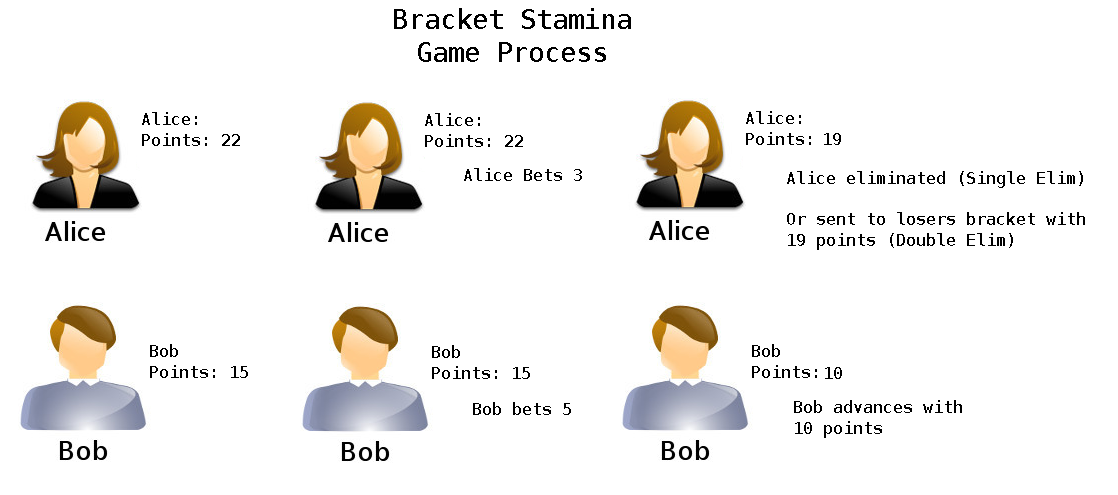 Bracket Stamina
Game Process
Alice:
Points: 22
Alice
Alice:
Points: 22
Alice Bets 3
Alice
Alice:
Points: 19
Alice eliminated (Single Elim)
Or sent to losers bracket with
19 points (Double Elim)
Alice
Bob
Points: 15
Bob
Bob
Points: 15
Bob bets 5
Bob
Bob
Points: 10
Bob advances with
10 points
Bob